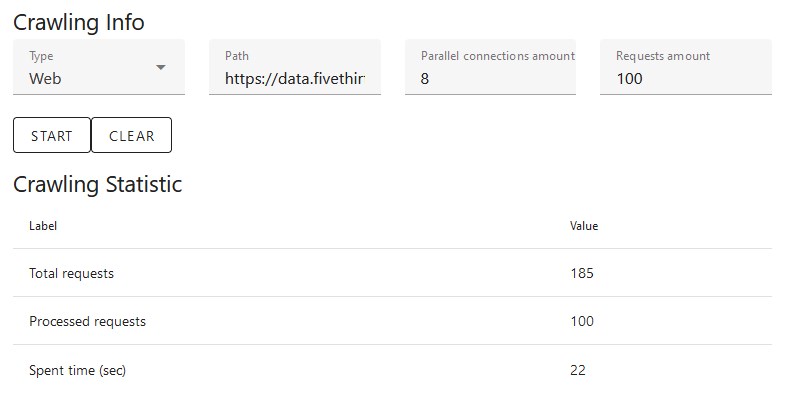 Crawling Info
Type Path Parallel connections amount Requests amount
Web https://data.fivethir 8 100
START CLEAR
Crawling Statistic
Label Value
Total requests 185
Processed requests 100
Spent time (sec) 22